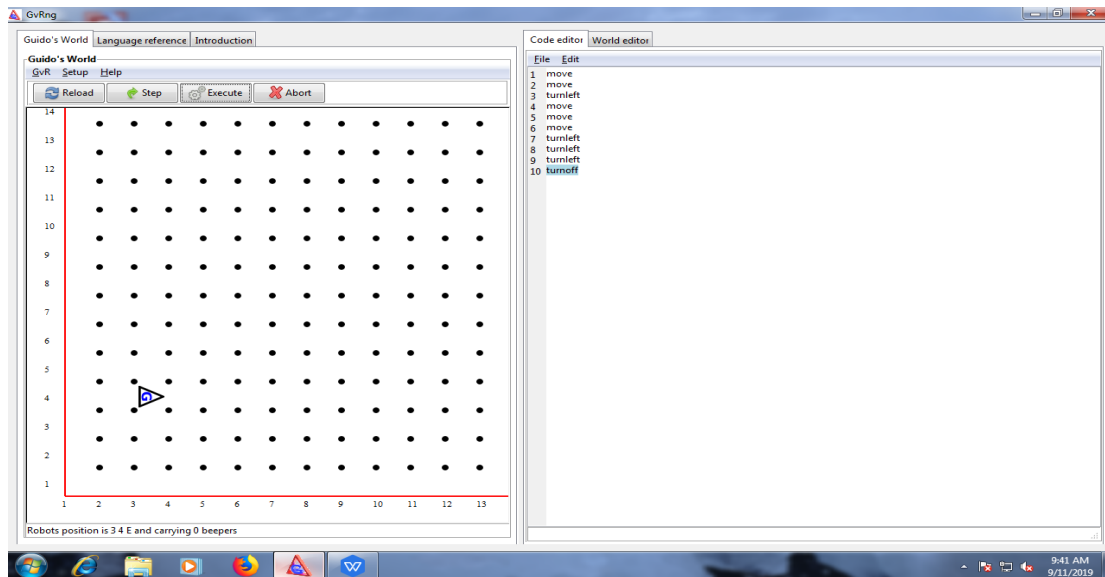 GvRng
Guido's World Language reference Introduction
Guido's World
GvR Setup Help
Reload Step Execute Abort
14
13
12
11
10
9
8
7
6
5
4
3
2
1
G
1 2 3 4 5 6 7 8 9 10 11 12 13
Robots position is 3 4 E and carrying 0 beepers
Code editor World editor
File Edit
1 move
2 move
3 turnleft
4 move
5 move
6 move
7 turnleft
8 turnleft
9 turnleft
10 turnoff
9:41 AM
9/11/2019